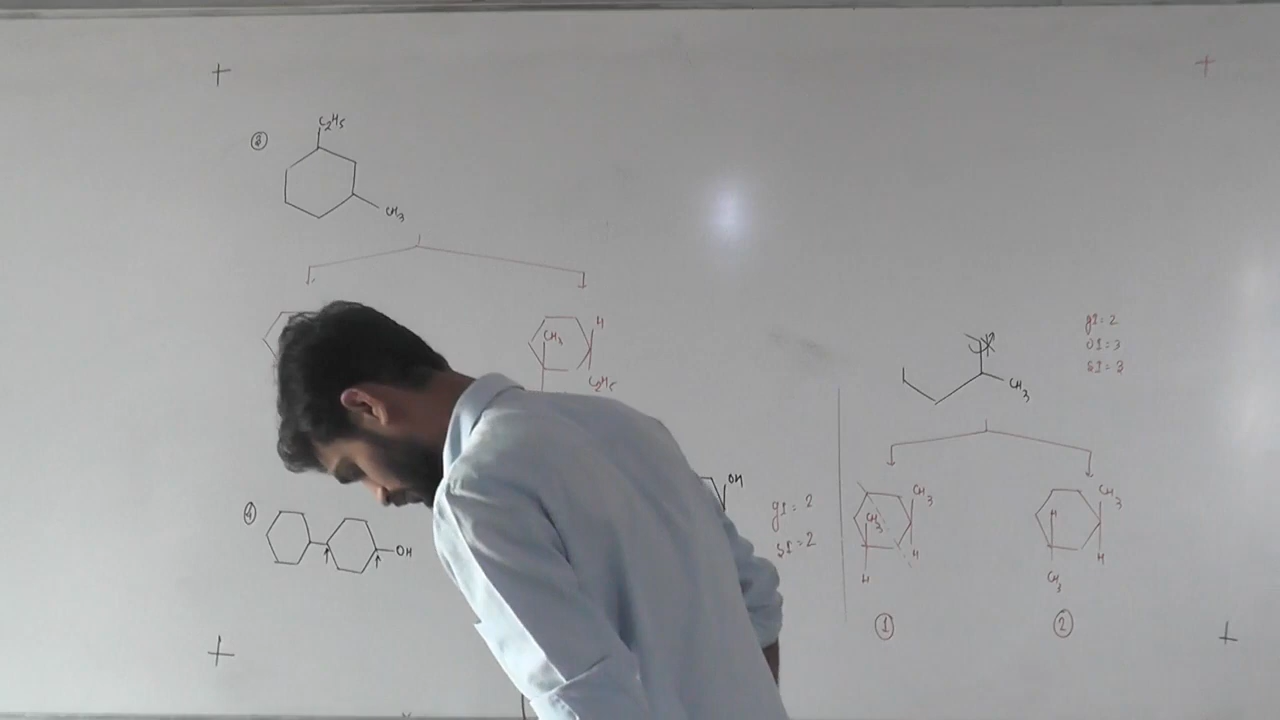 ③
C₂H₅
CH₃
H
CH₃
C₂H₅
④
OH
OH
gI = 2
sI = 2
gI = 2
OI = 3
sI = 3
CH₃
CH₃
CH₃
H
H
①
CH₃
H
H
CH₃
②